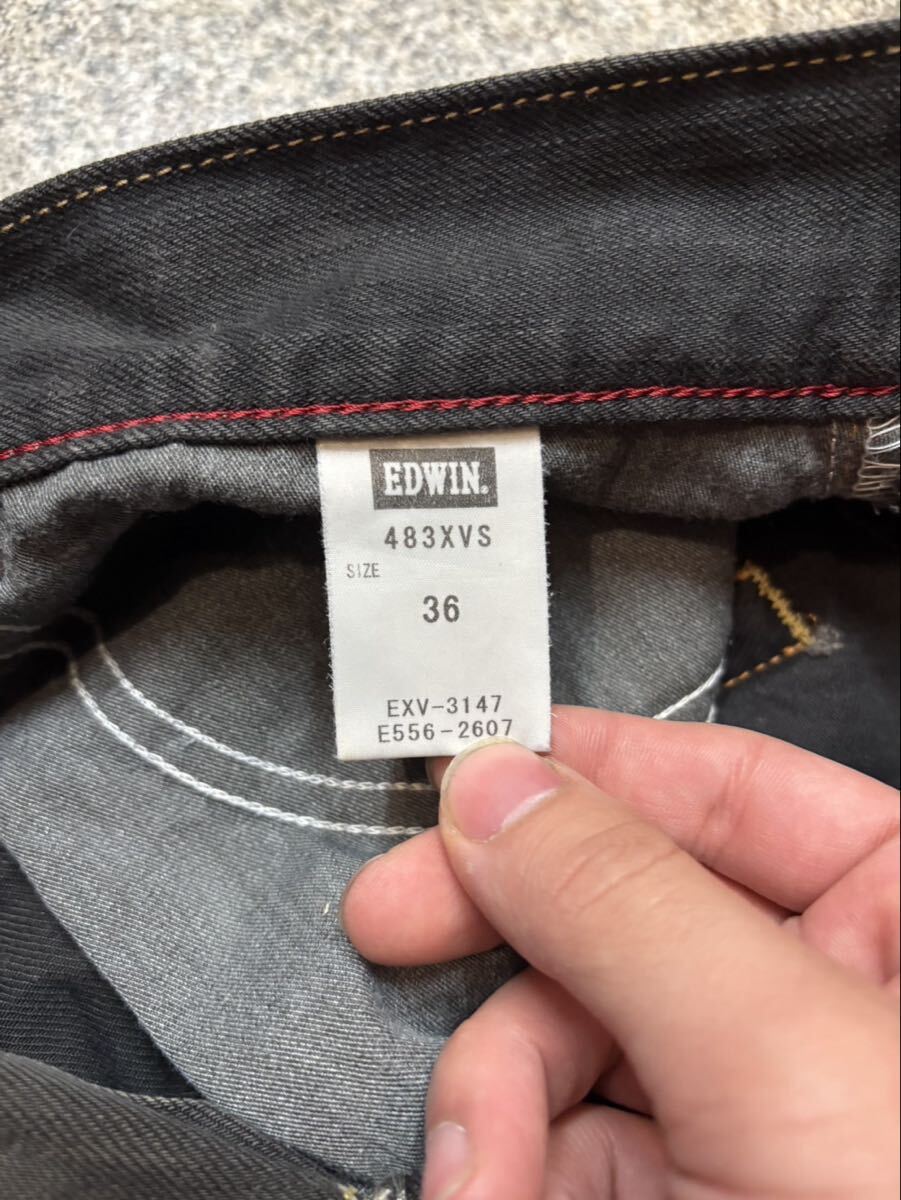 EDWIN.
483XVS
SIZE
36
EXV-3147
E556-2607